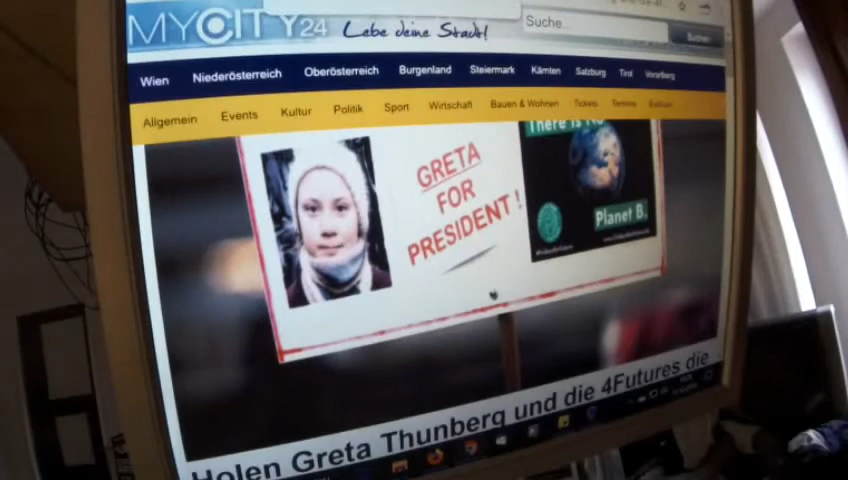 MYCITY24 Lebe deine Stadt! Suche... Suchen
Wien Niederösterreich Oberösterreich Burgenland Steiermark Kärnten Salzburg Tirol Vorarlberg
Allgemein Events Kultur Politik Sport Wirtschaft Bauen & Wohnen Tickets Termine
GRETA
FOR
PRESIDENT!
There is No
Planet B.
Holen Greta Thunberg und die 4Futures die